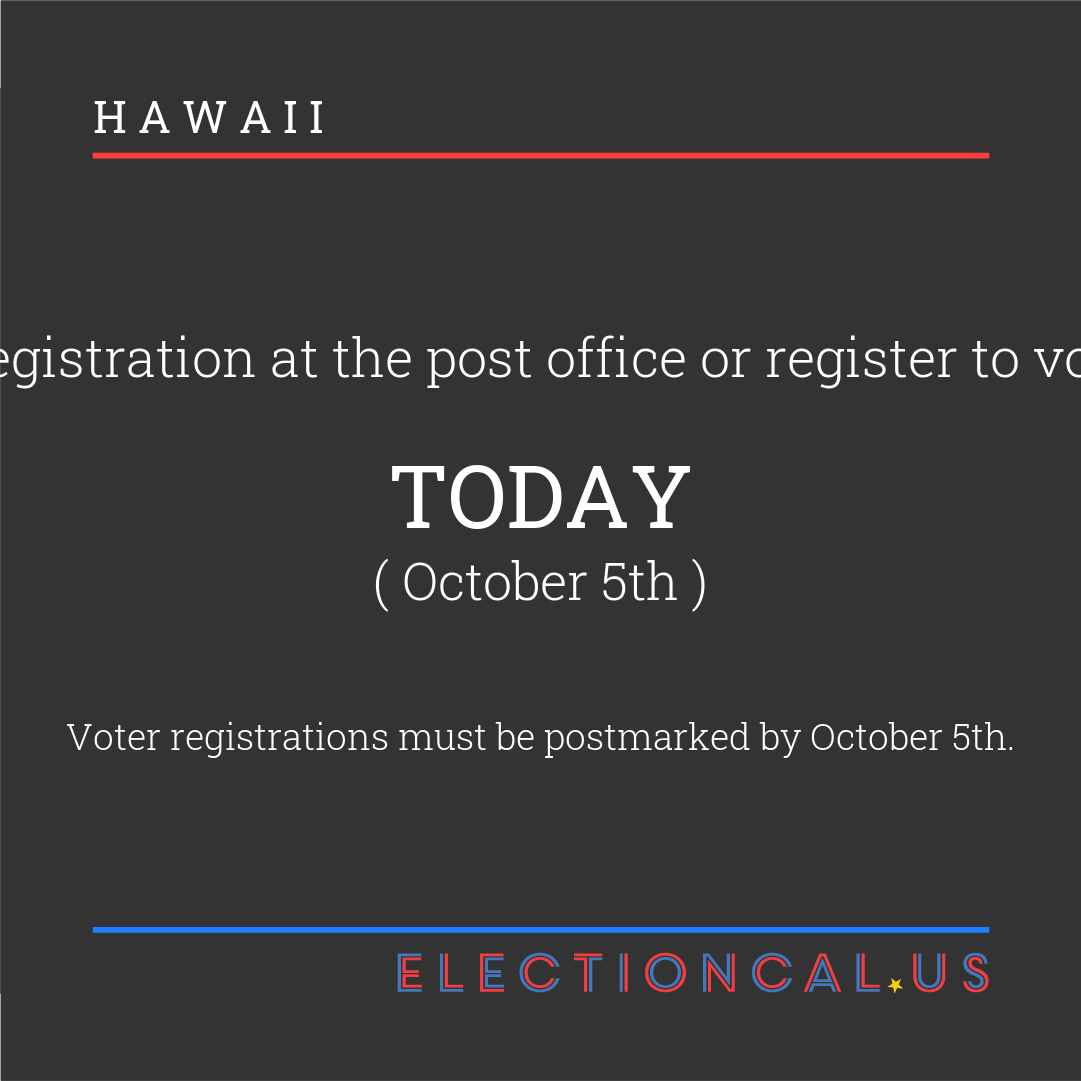 HAWAII
egistration at the post office or register to vo
TODAY
( October 5th )
Voter registrations must be postmarked by October 5th.
ELECTIONCAL.US